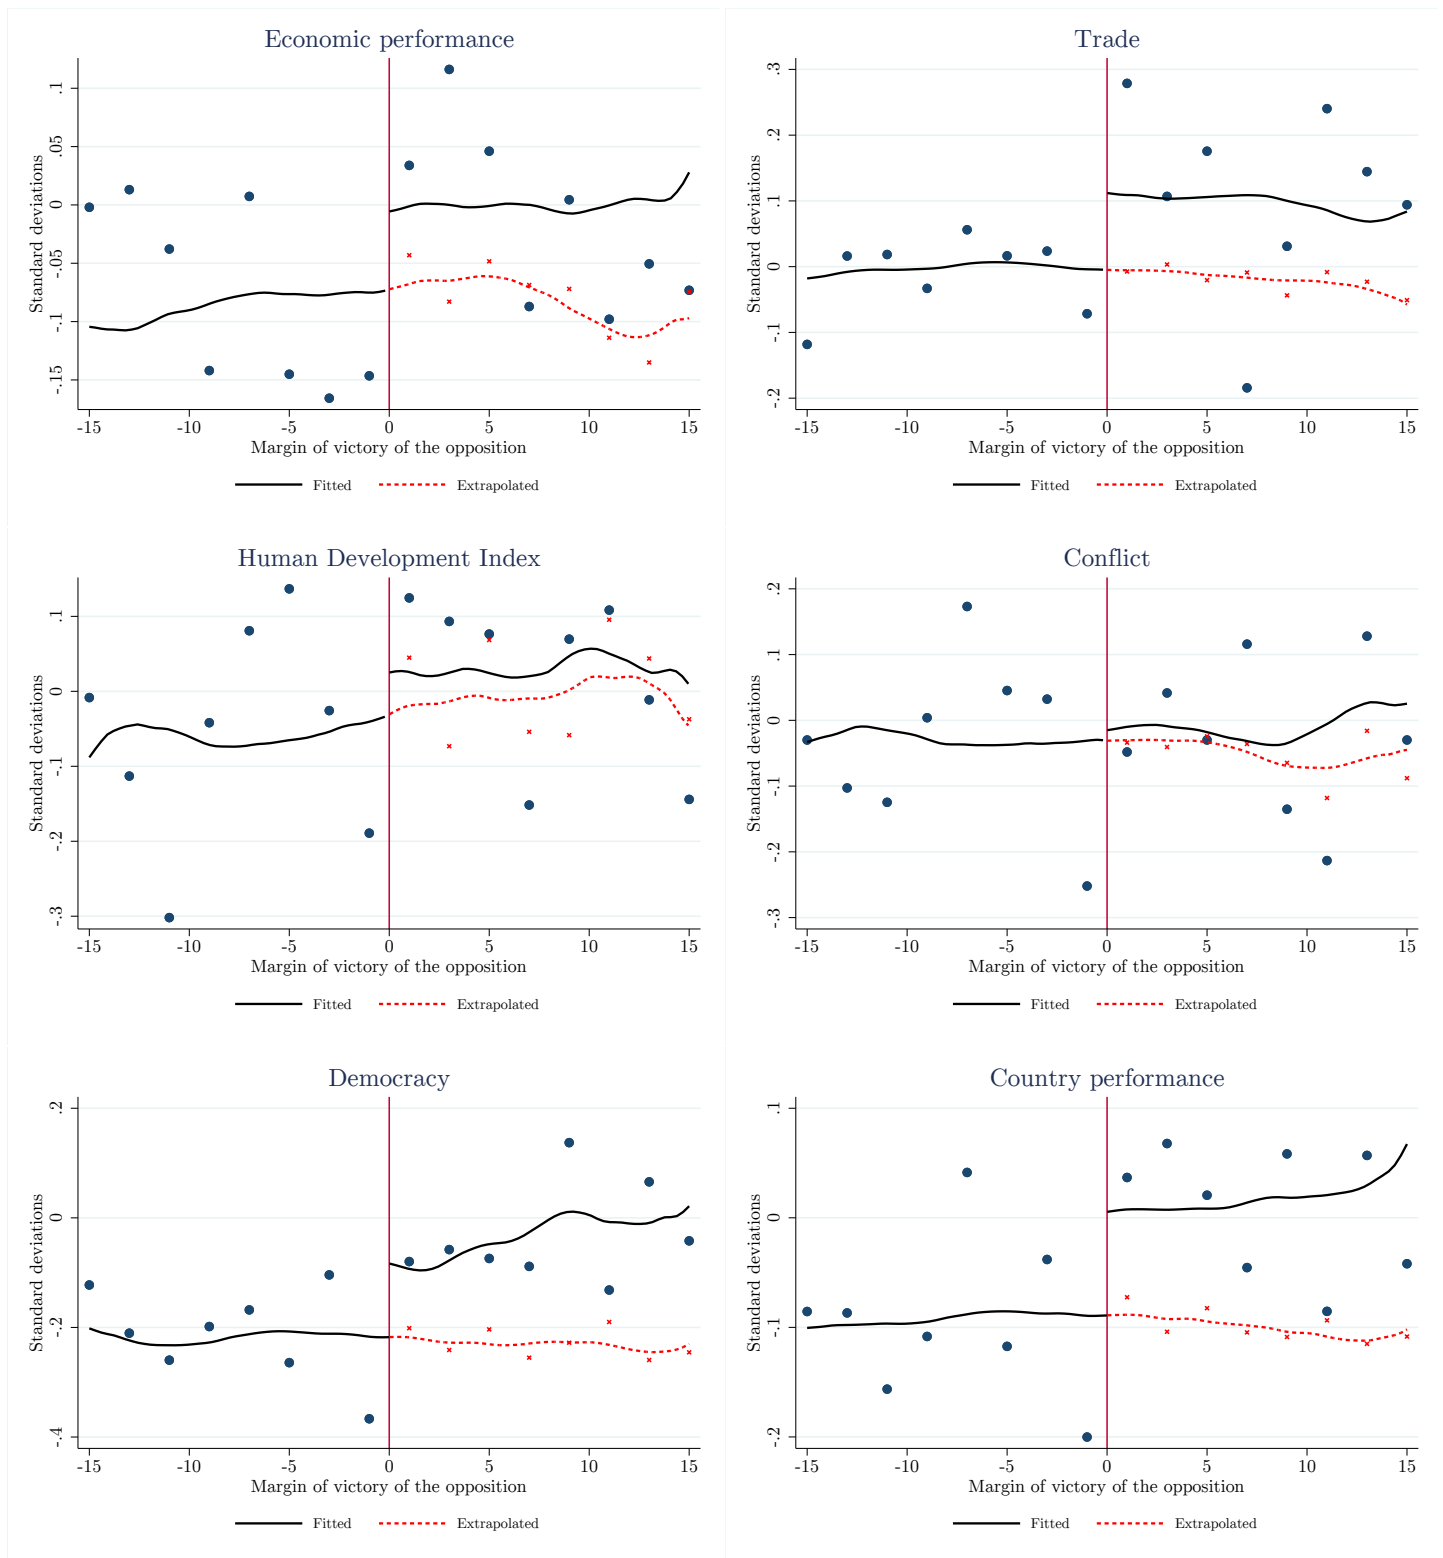 Economic performance
Standard deviations
.1
.05
0
-.05
-.1
-.15
-15 -10 -5 0 5 10 15
Margin of victory of the opposition
Fitted Extrapolated
Trade
Standard deviations
.3
.2
.1
0
-.1
-.2
-15 -10 -5 0 5 10 15
Margin of victory of the opposition
Fitted Extrapolated
Human Development Index
Standard deviations
.1
0
-.1
-.2
-.3
-15 -10 -5 0 5 10 15
Margin of victory of the opposition
Fitted Extrapolated
Conflict
Standard deviations
.2
.1
0
-.1
-.2
-.3
-15 -10 -5 0 5 10 15
Margin of victory of the opposition
Fitted Extrapolated
Democracy
Standard deviations
.2
0
-.2
-.4
-15 -10 -5 0 5 10 15
Margin of victory of the opposition
Fitted Extrapolated
Country performance
Standard deviations
.1
0
-.1
-.2
-15 -10 -5 0 5 10 15
Margin of victory of the opposition
Fitted Extrapolated